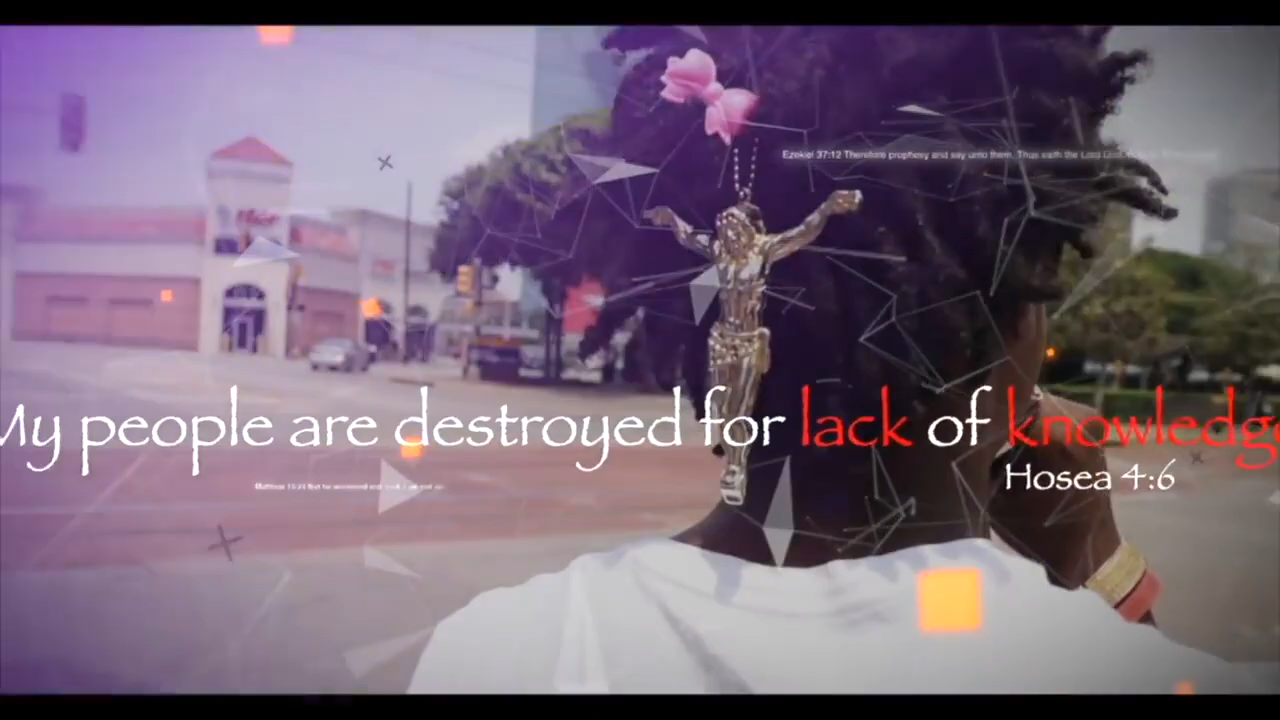 Ezekiel 37:12 Therefore prophesy and say unto them, Thus saith the Lord
My people are destroyed for lack of knowledge
Hosea 4:6